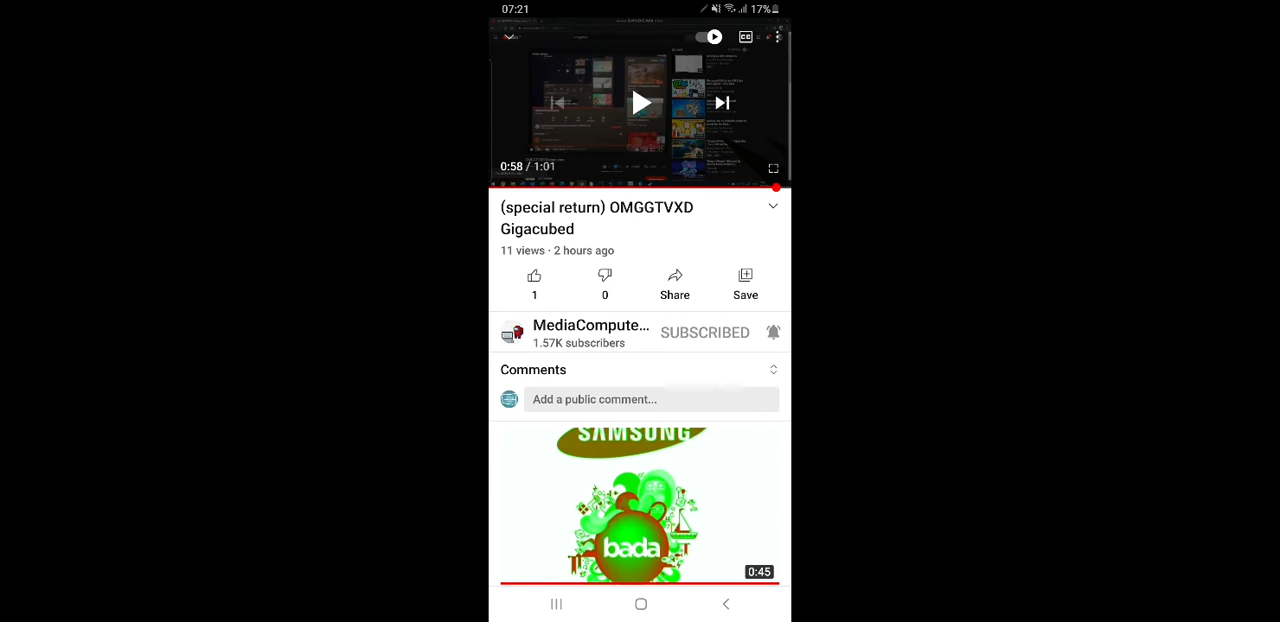 07:21
17%
CC
0:58 / 1:01
(special return) OMGGTVXD
Gigacubed
11 views · 2 hours ago
1
0
Share
Save
MediaCompute...
SUBSCRIBED
1.57K subscribers
Comments
Add a public comment...
SAMSUNG
bada
0:45